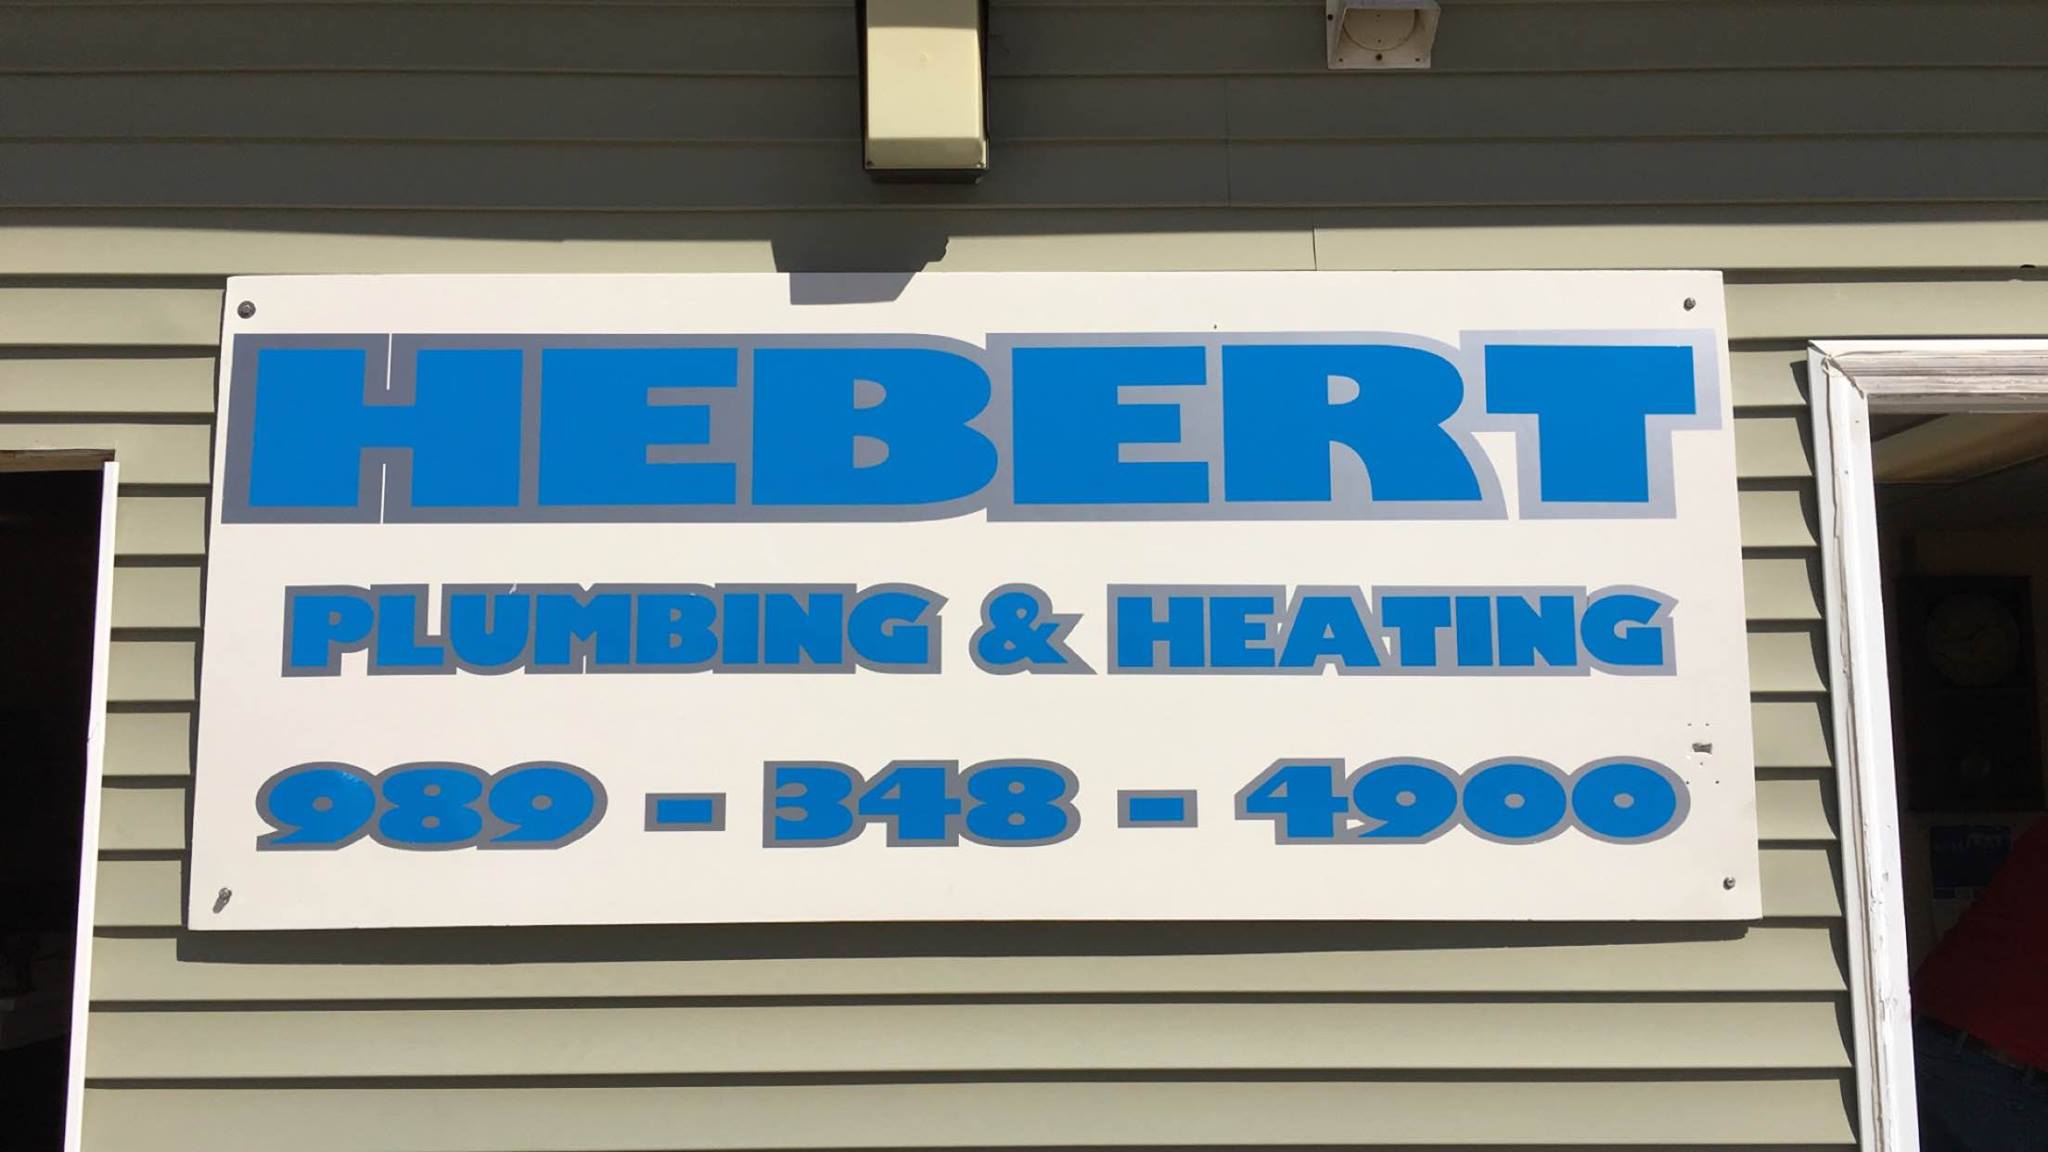 HEBERT
PLUMBING & HEATING
989 - 348 - 4900